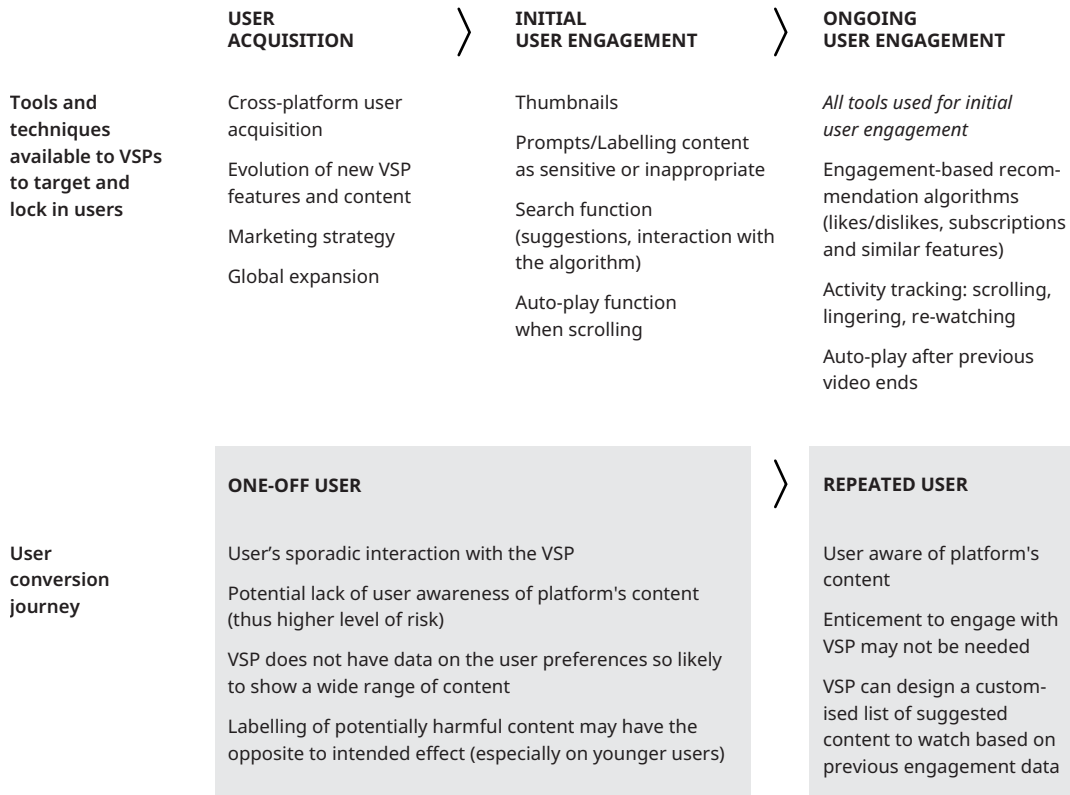 USER
ACQUISITION
INITIAL
USER ENGAGEMENT
ONGOING
USER ENGAGEMENT
Tools and
techniques
available to VSPs
to target and
lock in users
Cross-platform user
acquisition
Evolution of new VSP
features and content
Marketing strategy
Global expansion
Thumbnails
Prompts/Labelling content
as sensitive or inappropriate
Search function
(suggestions, interaction with
the algorithm)
Auto-play function
when scrolling
All tools used for initial
user engagement
Engagement-based recom-
mendation algorithms
(likes/dislikes, subscriptions
and similar features)
Activity tracking: scrolling,
lingering, re-watching
Auto-play after previous
video ends
User
conversion
journey
ONE-OFF USER
User’s sporadic interaction with the VSP
Potential lack of user awareness of platform's content
(thus higher level of risk)
VSP does not have data on the user preferences so likely
to show a wide range of content
Labelling of potentially harmful content may have the
opposite to intended effect (especially on younger users)
REPEATED USER
User aware of platform's
content
Enticement to engage with
VSP may not be needed
VSP can design a custom-
ised list of suggested
content to watch based on
previous engagement data